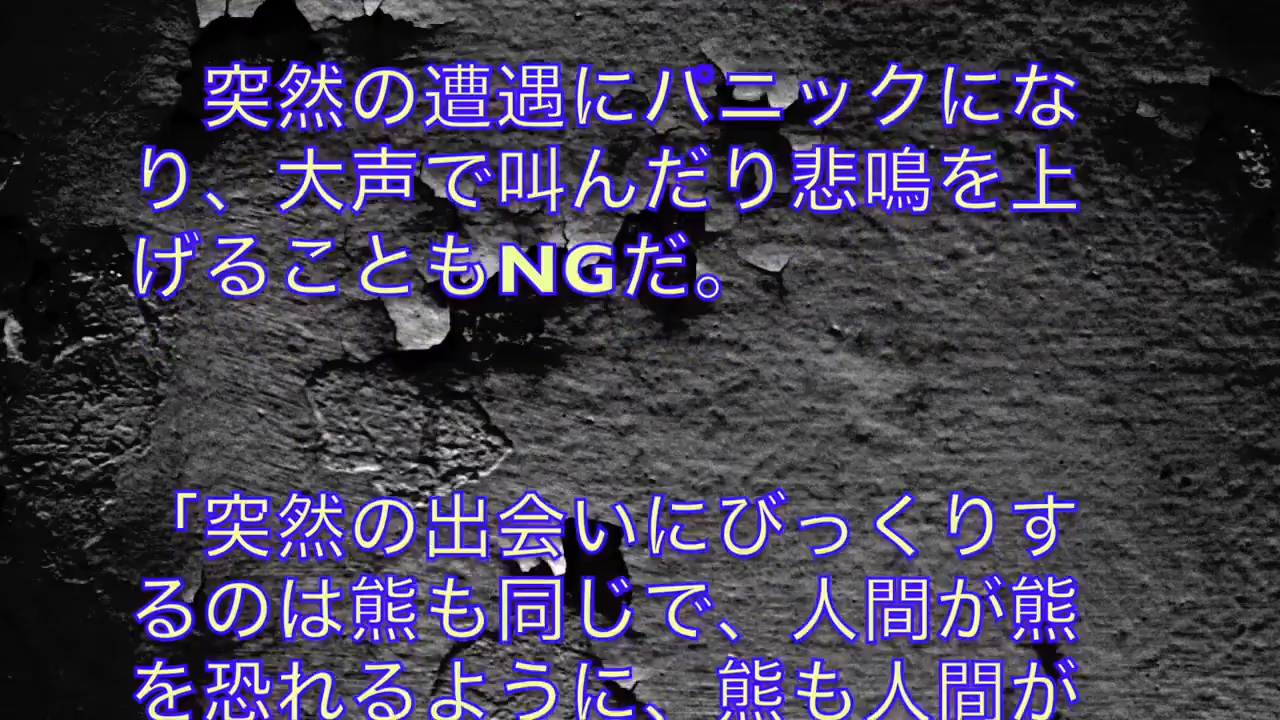 突然の遭遇にパニックにな
り、大声で叫んだり悲鳴を上
げることもNGだ。
「突然の出会いにびっくりす
るのは熊も同じで、人間が熊
を恐れるように、熊も人間が